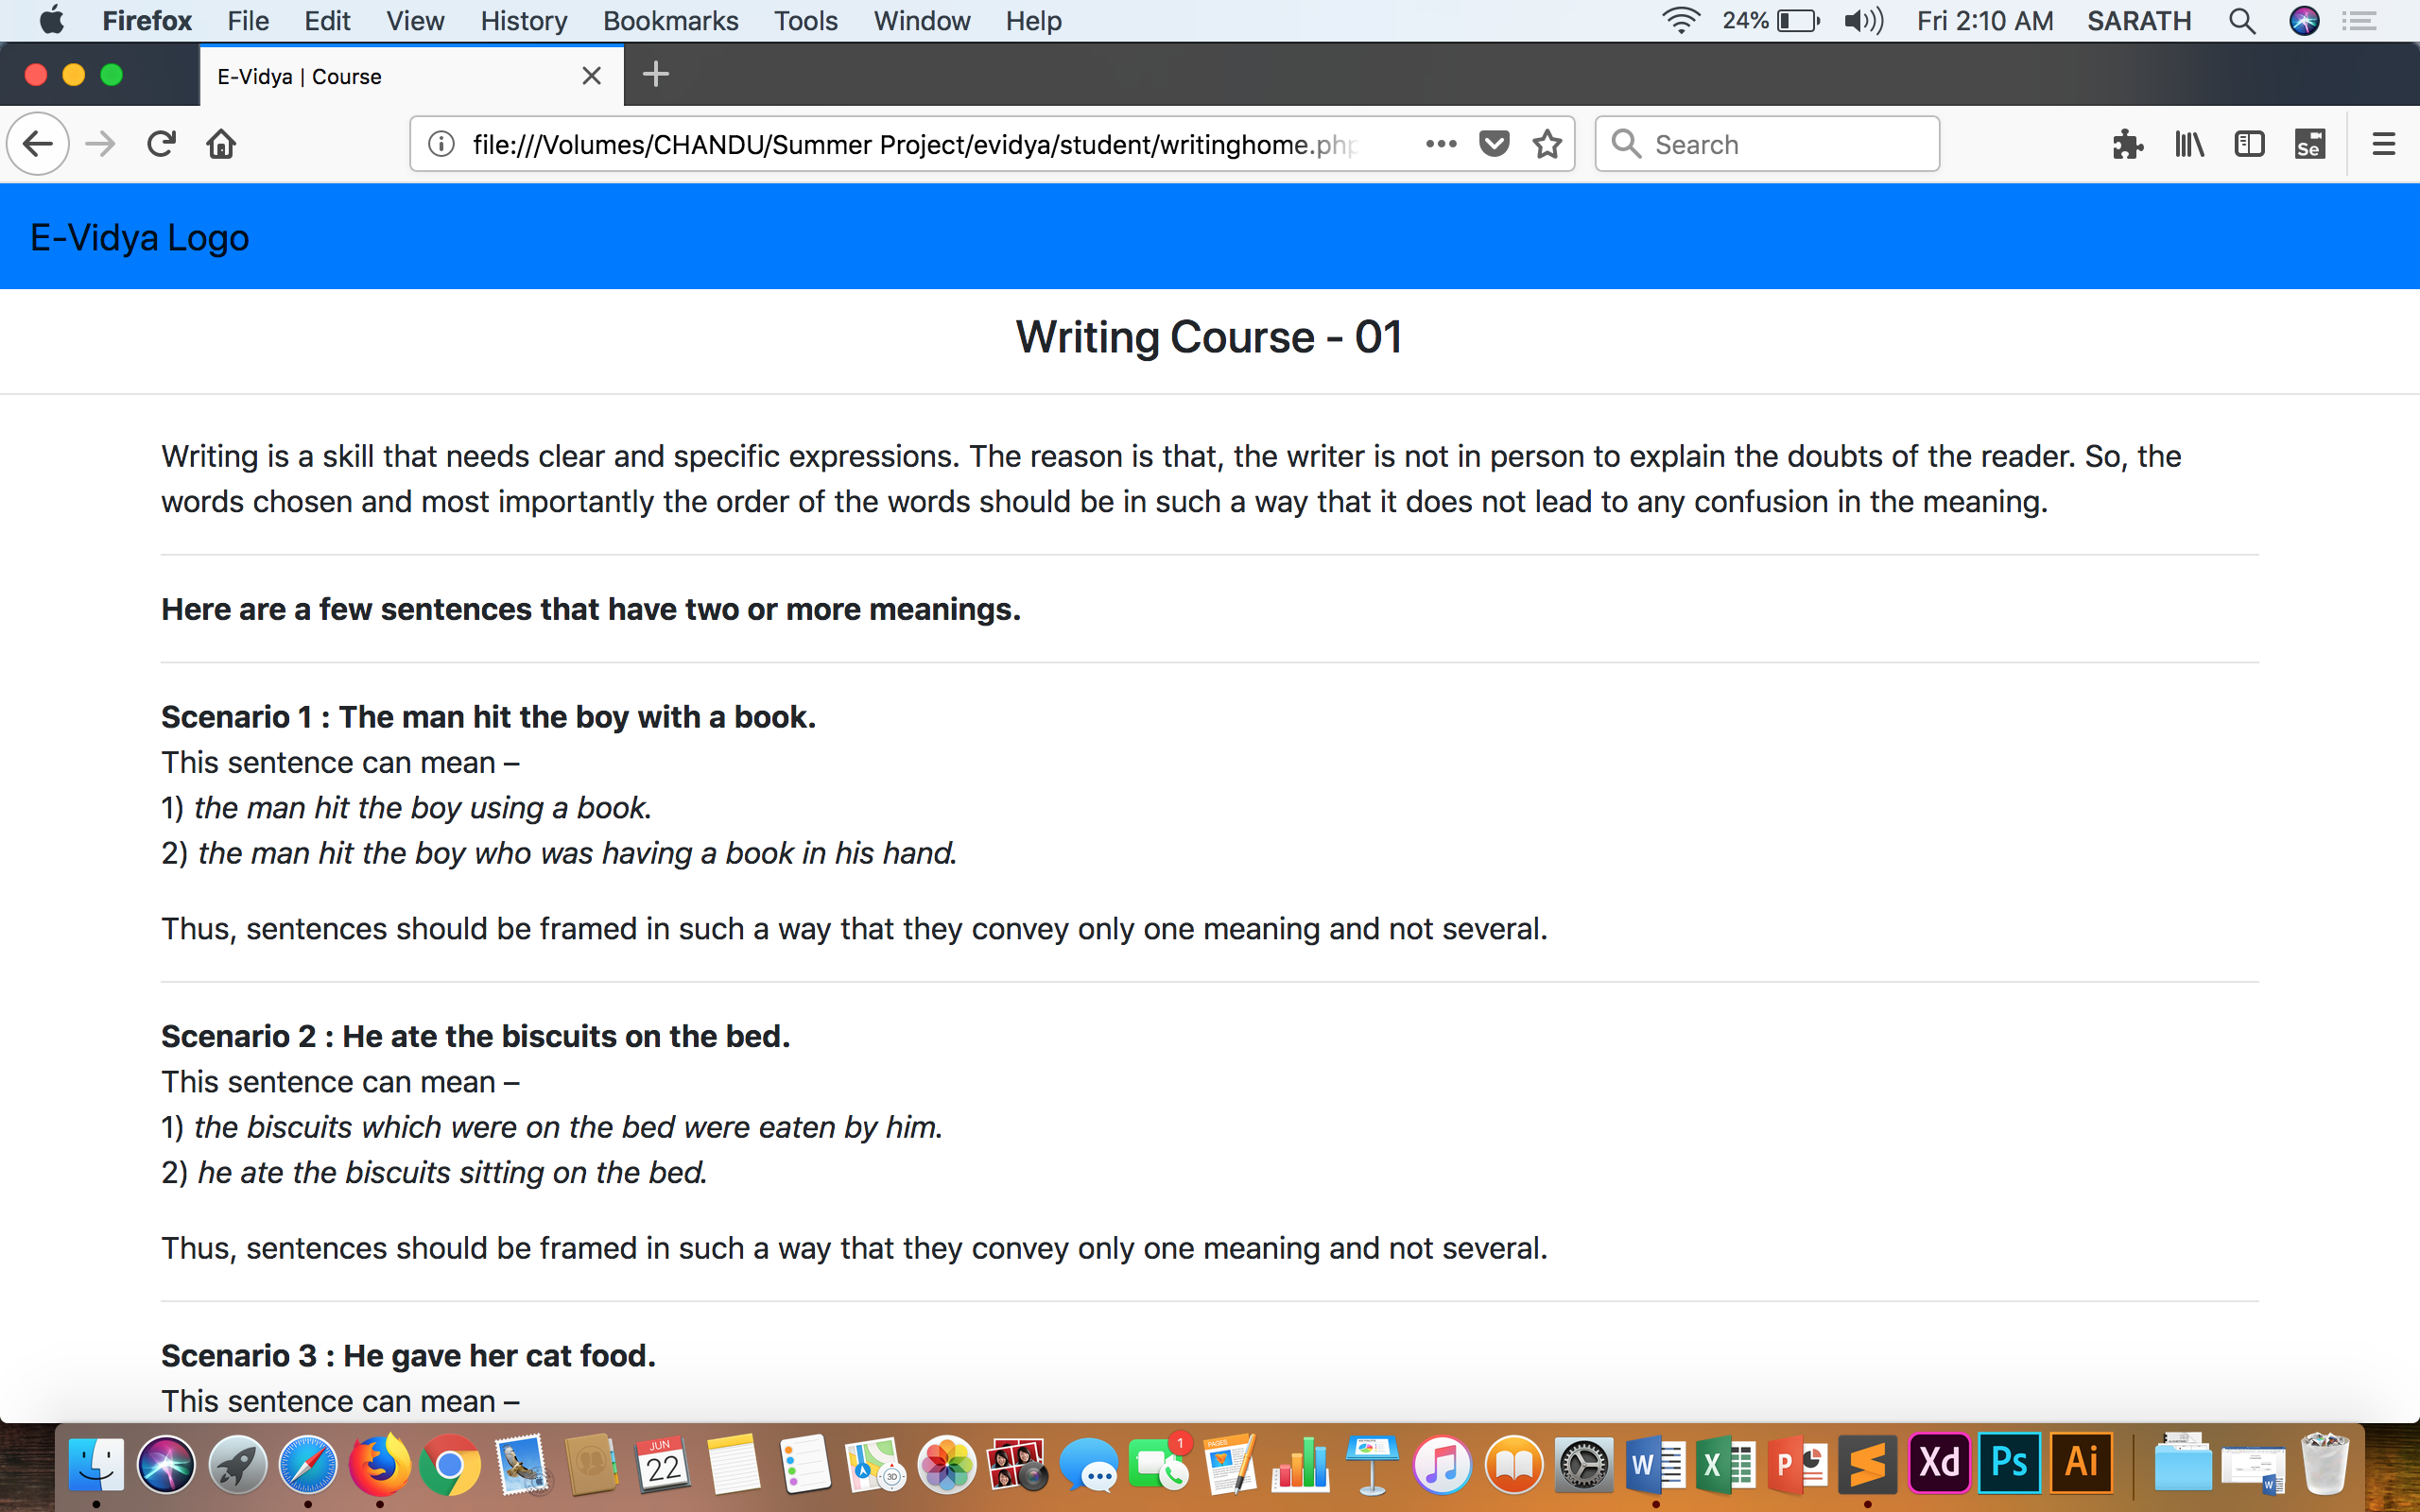 Firefox File Edit View History Bookmarks Tools Window Help 24% Fri 2:10 AM SARATH
E-Vidya | Course
file:///Volumes/CHANDU/Summer Project/evidya/student/writinghome.php Search Se
E-Vidya Logo
Writing Course - 01
Writing is a skill that needs clear and specific expressions. The reason is that, the writer is not in person to explain the doubts of the reader. So, the
words chosen and most importantly the order of the words should be in such a way that it does not lead to any confusion in the meaning.
Here are a few sentences that have two or more meanings.
Scenario 1 : The man hit the boy with a book.
This sentence can mean –
1) the man hit the boy using a book.
2) the man hit the boy who was having a book in his hand.
Thus, sentences should be framed in such a way that they convey only one meaning and not several.
Scenario 2 : He ate the biscuits on the bed.
This sentence can mean –
1) the biscuits which were on the bed were eaten by him.
2) he ate the biscuits sitting on the bed.
Thus, sentences should be framed in such a way that they convey only one meaning and not several.
Scenario 3 : He gave her cat food.
This sentence can mean –
JUN 22 3D 1 PAGES W X P S Xd Ps Ai W